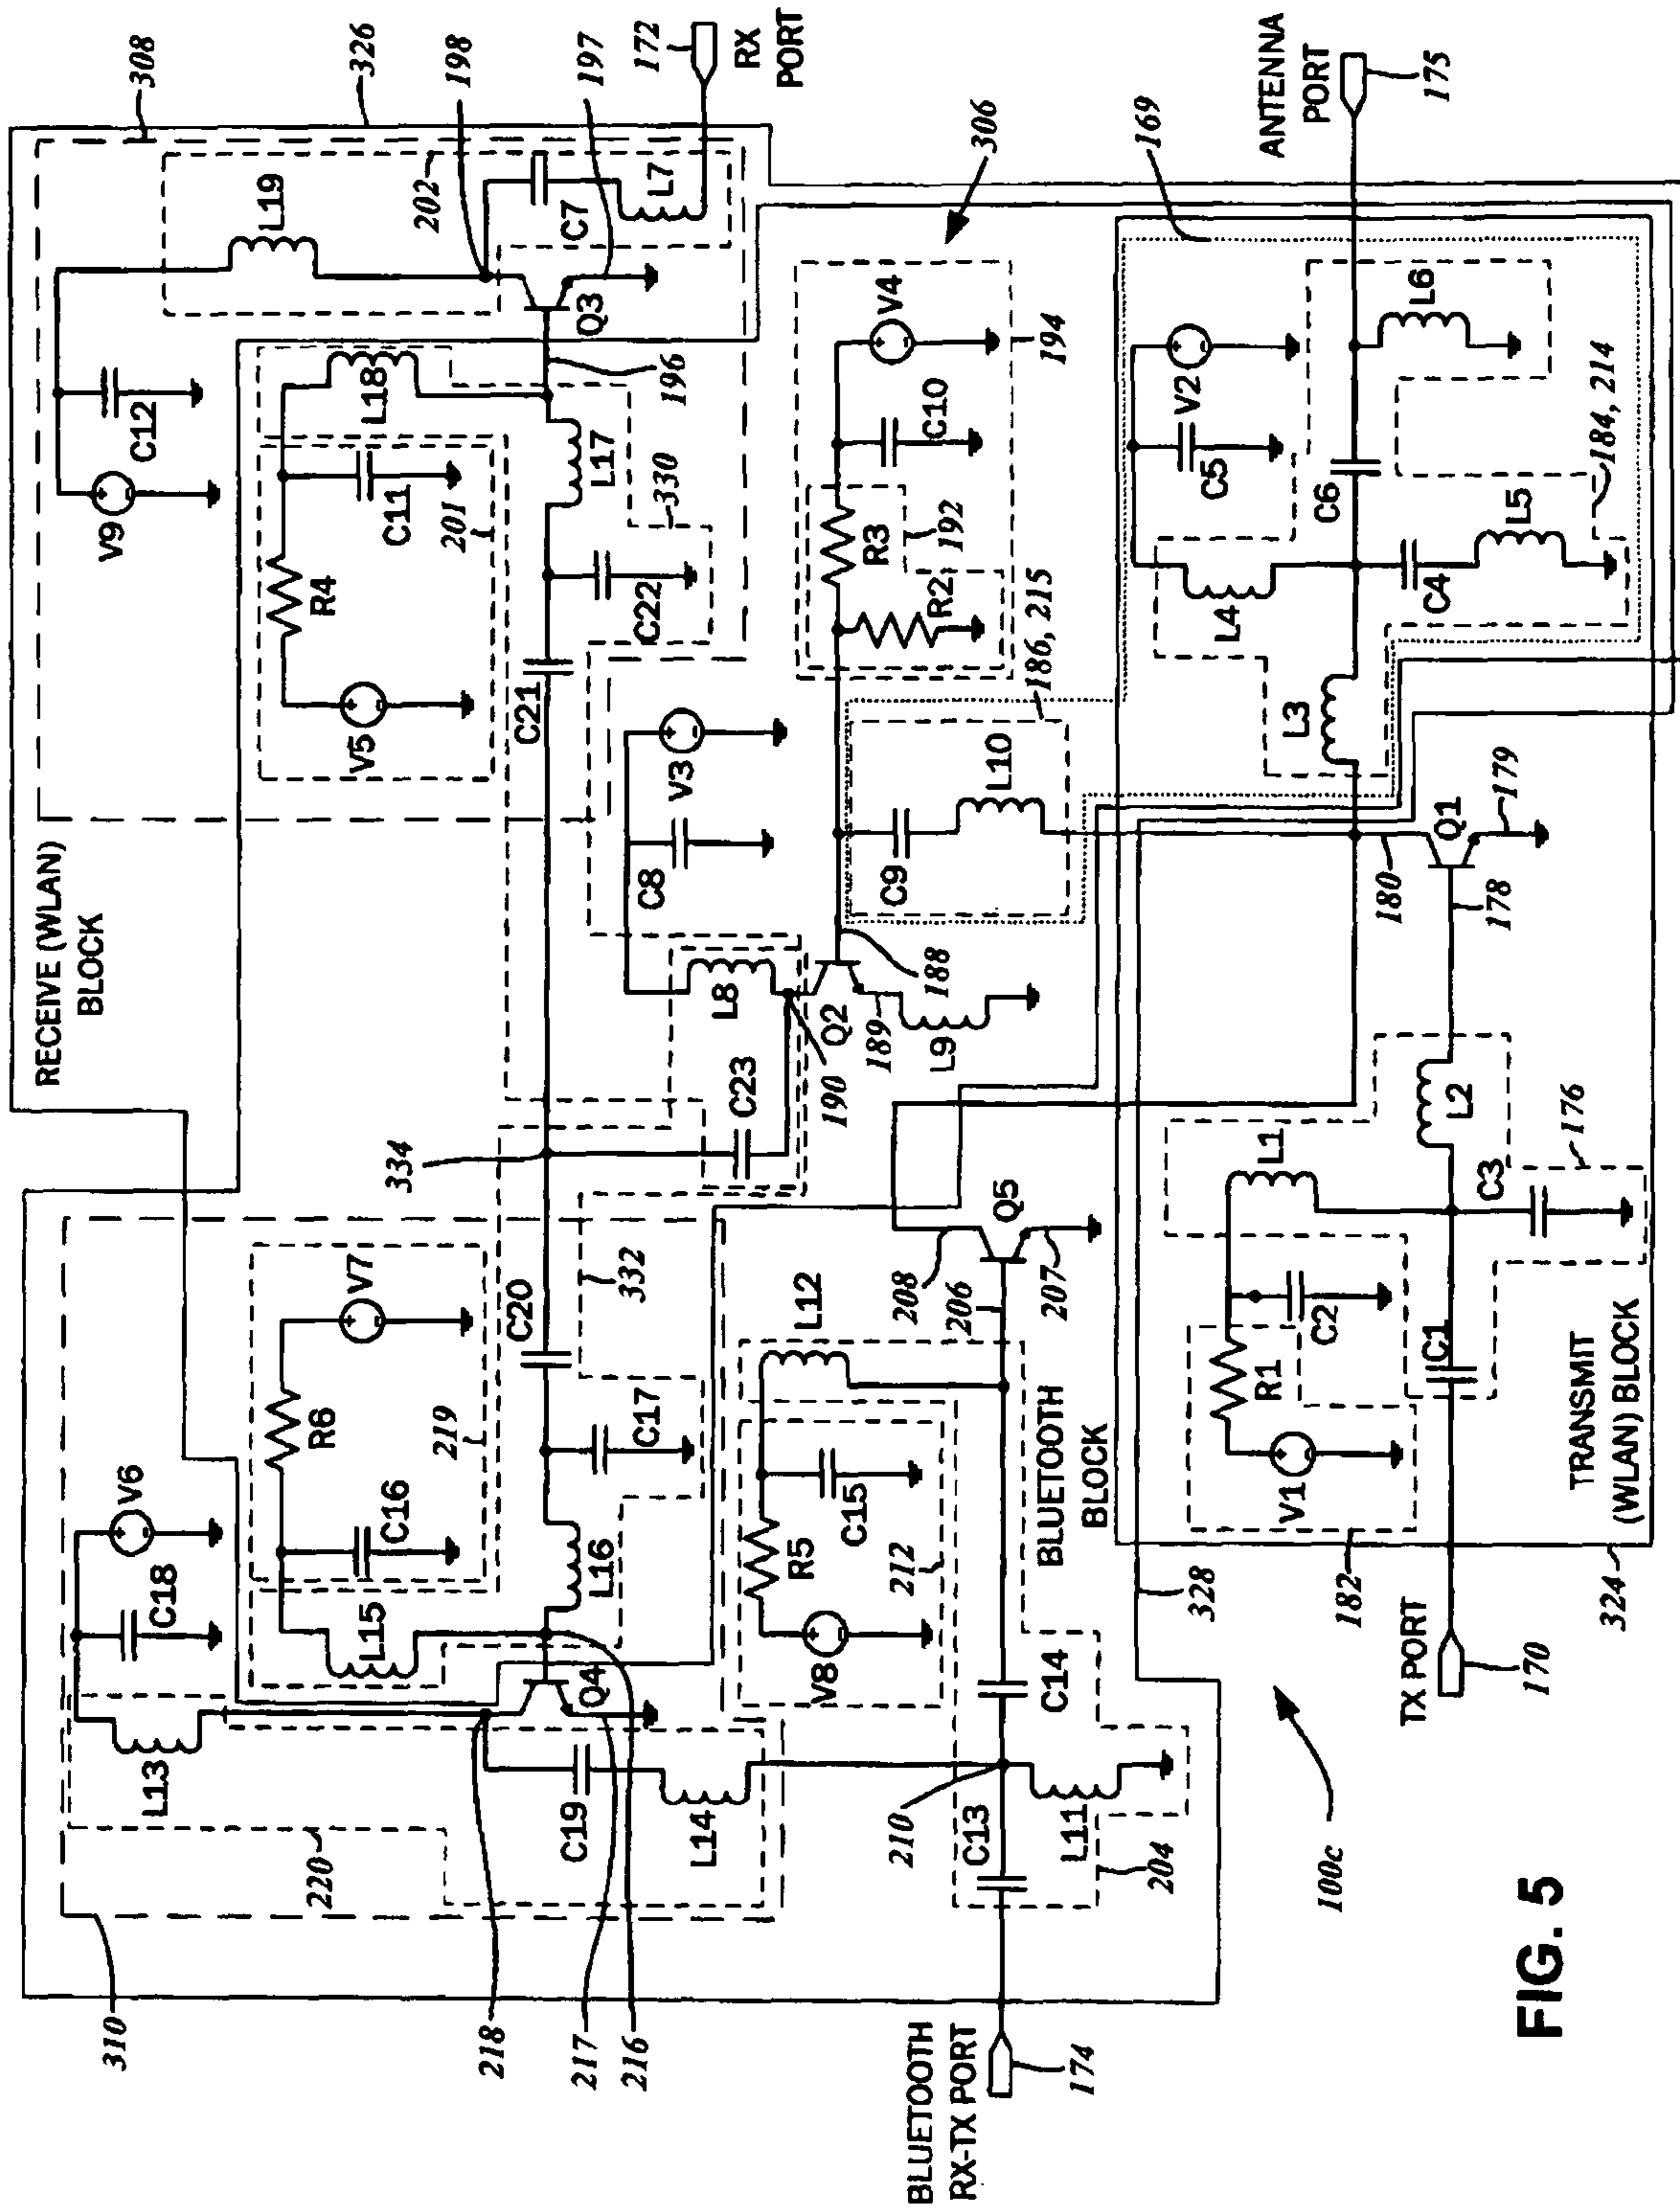 RECEIVE (WLAN)
BLOCK
308
326
198
197
172
RX
PORT
V9
C12
L19
202
C7
L7
Q3
196
V5
R4
C11
201
L18
L17
330
C22
C21
306
V3
C8
L8
C23
190
Q2
189
L9
188
334
R3
R2
192
C10
V4
194
186, 215
C9
L10
169
ANTENNA
PORT
175
V2
C5
L4
C6
L6
C4
L5
184, 214
L3
180
Q1
179
178
310
V6
C18
L13
220
V7
R6
C16
219
L15
L16
C17
C20
332
Q4
C19
L14
218
217
216
210
V8
R5
C15
212
L12
Q5
208
206
207
BLUETOOTH
BLOCK
C13
C14
L11
204
BLUETOOTH
RX-TX PORT
174
328
182
V1
R1
C2
L1
L2
C3
176
C1
TRANSMIT
(WLAN) BLOCK
324
TX PORT
170
100c
FIG. 5